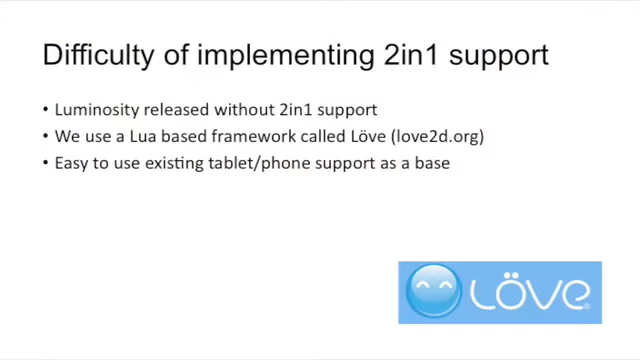 Difficulty of implementing 2in1 support
• Luminosity released without 2in1 support
• We use a Lua based framework called Löve (love2d.org)
• Easy to use existing tablet/phone support as a base
LÖVE